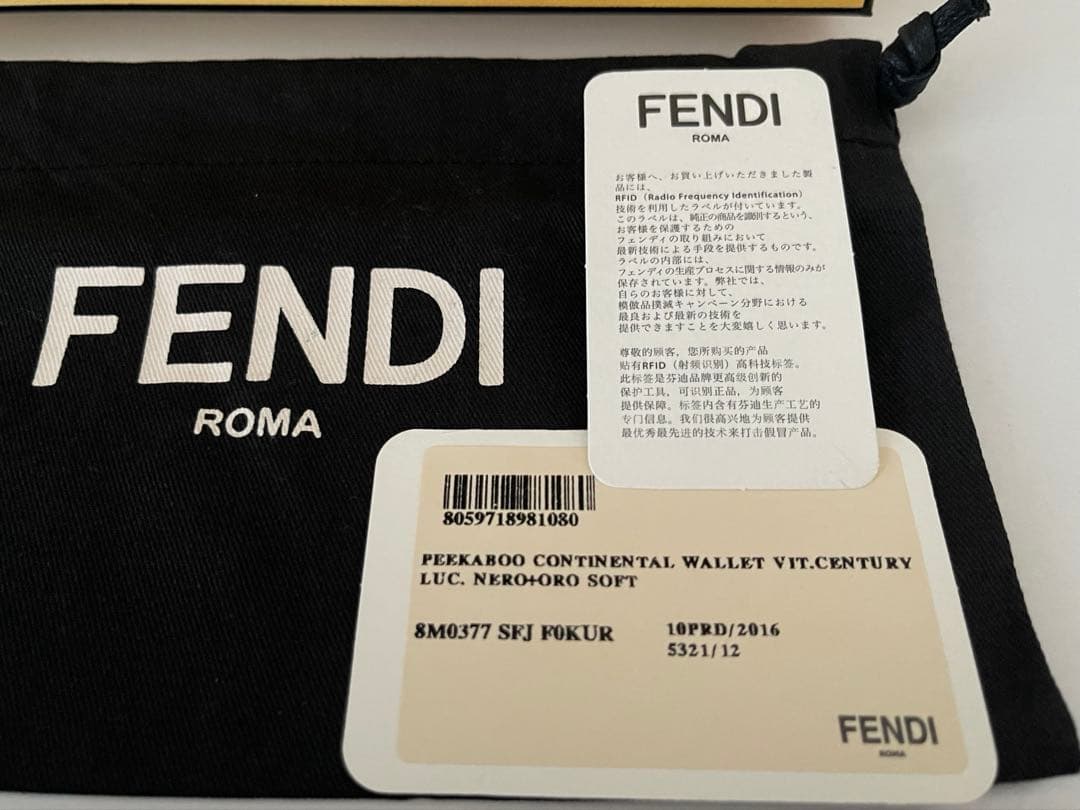 FENDI
ROMA
FENDI
ROMA
お客様へ、お買い上げいただきました製
品には、
RFID（Radio Frequency Identification）
技術を利用したラベルが付いています。
このラベルは、純正の商品を識別するという、
お客様を保護するための
フェンディの取り組みにおいて
最新技術による手段を提供するものです。
ラベルの内部には、
フェンディの生産プロセスに関する情報のみが
保存されています。弊社では、
自らのお客様に対して、
模倣品撲滅キャンペーン分野における
最良および最新の技術を
提供できますことを大変嬉しく思います。
尊敬的顾客，您所购买的产品
贴有RFID（射频识别）高科技标签。
此标签是芬迪品牌更高级创新的
保护工具，可识别正品，为顾客
提供保障。标签内含有芬迪生产工艺的
专门信息。我们很高兴地为顾客提供
最优秀最先进的技术来打击假冒产品。
8059718981080
PEEKABOO CONTINENTAL WALLET VIT.CENTURY
LUC. NERO+ORO SOFT
8M0377 SFJ F0KUR
10PRD/2016
5321/12
FENDI
ROMA